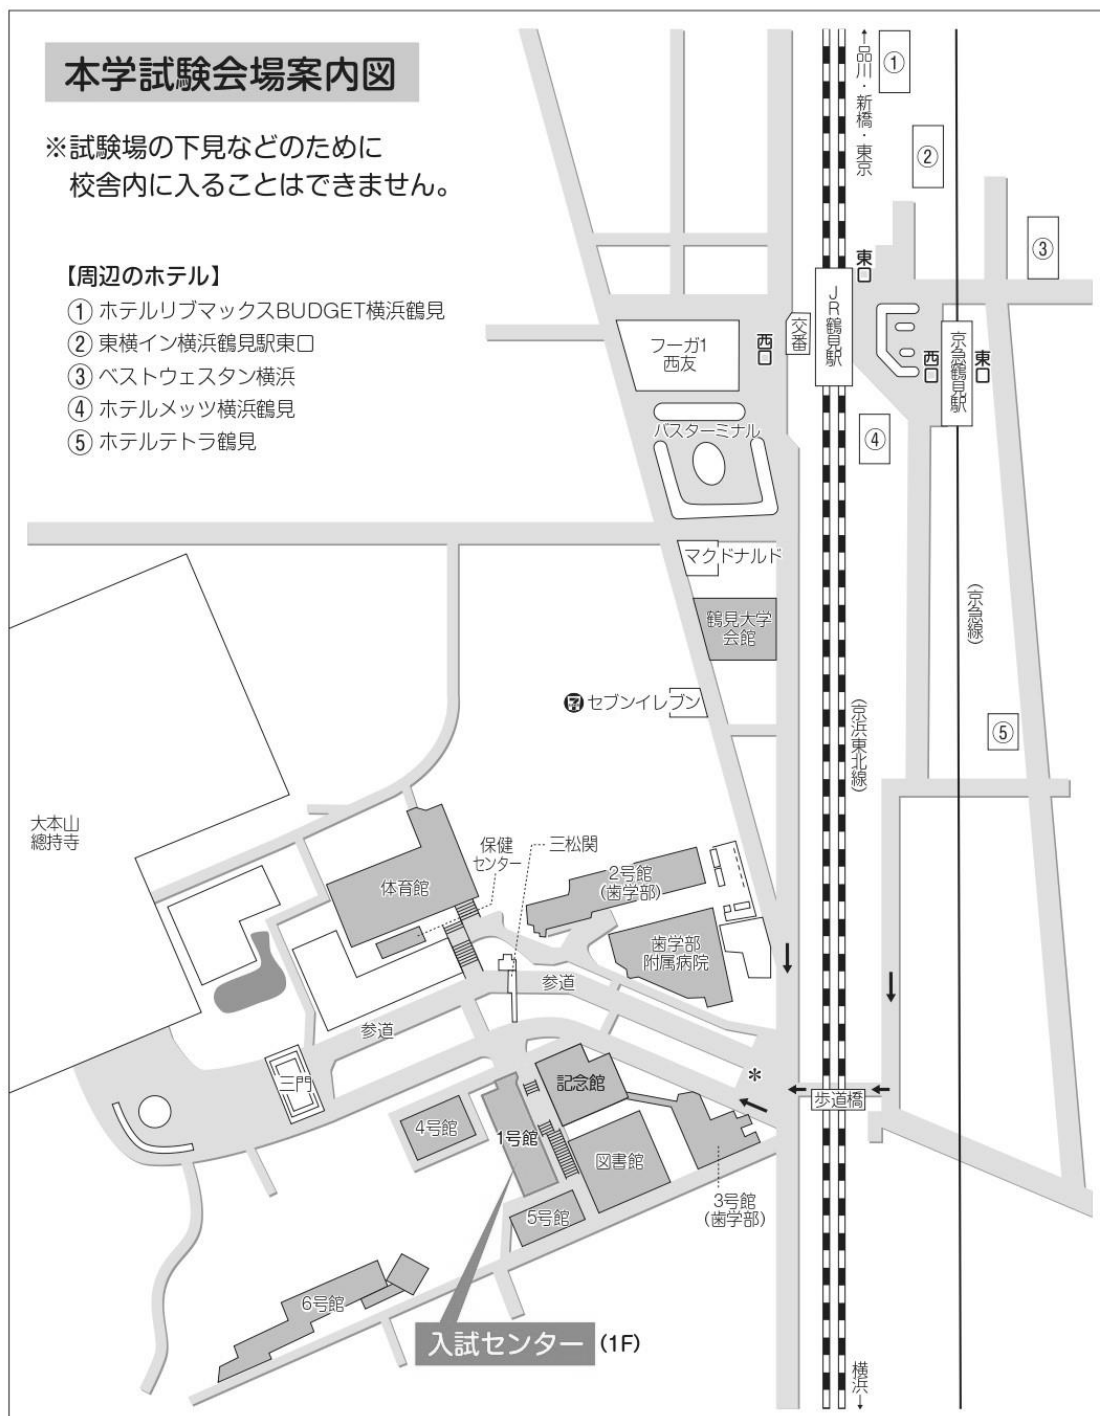 本学試験会場案内図
※試験場の下見などのために
校舎内に入ることはできません。
【周辺のホテル】
① ホテルリブマックスBUDGET横浜鶴見
② 東横イン横浜鶴見駅東口
③ ベストウェスタン横浜
④ ホテルメッツ横浜鶴見
⑤ ホテルテトラ鶴見
←品川・新橋・東京
①
②
③
東口
JR鶴見駅
交番
西口
フーガ1
西友
西口
京急鶴見駅
東口
バスターミナル
④
マクドナルド
鶴見大学
会館
(京急線)
セブンイレブン
(京浜東北線)
⑤
大本山
總持寺
保健
センター
三松関
体育館
2号館
(歯学部)
歯学部
附属病院
参道
参道
三門
記念館
*
歩道橋
4号館
1号館
図書館
3号館
(歯学部)
5号館
6号館
入試センター (1F)
横浜→